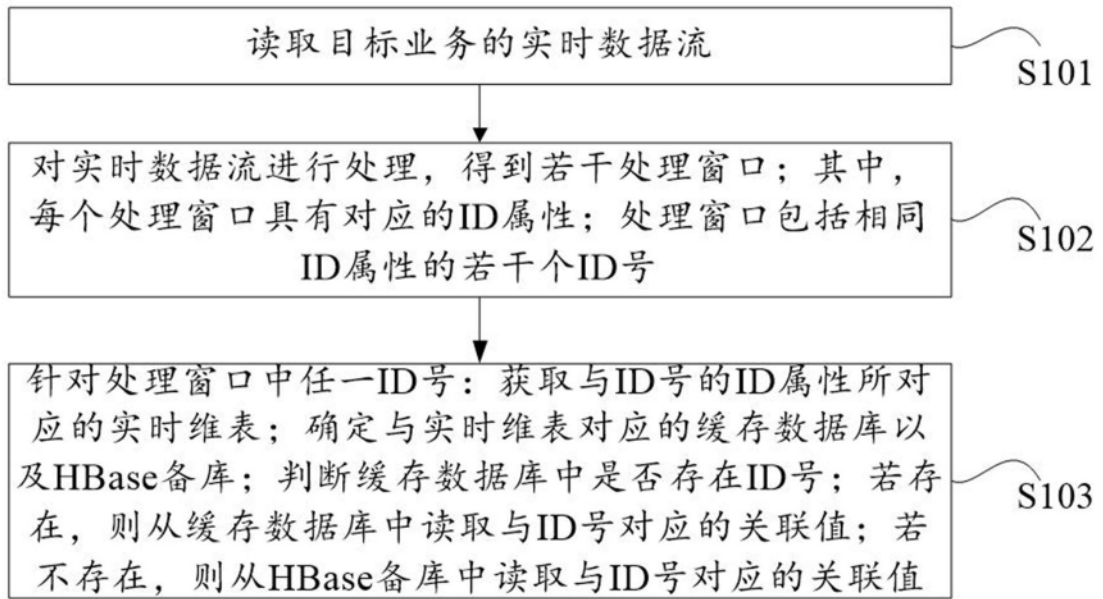 读取目标业务的实时数据流
S101
对实时数据流进行处理，得到若干处理窗口；其中，
每个处理窗口具有对应的ID属性；处理窗口包括相同
ID属性的若干个ID号
S102
针对处理窗口中任一ID号：获取与ID号的ID属性所对
应的实时维表；确定与实时维表对应的缓存数据库以
及HBase备库；判断缓存数据库中是否存在ID号；若存
在，则从缓存数据库中读取与ID号对应的关联值；若
不存在，则从HBase备库中读取与ID号对应的关联值
S103